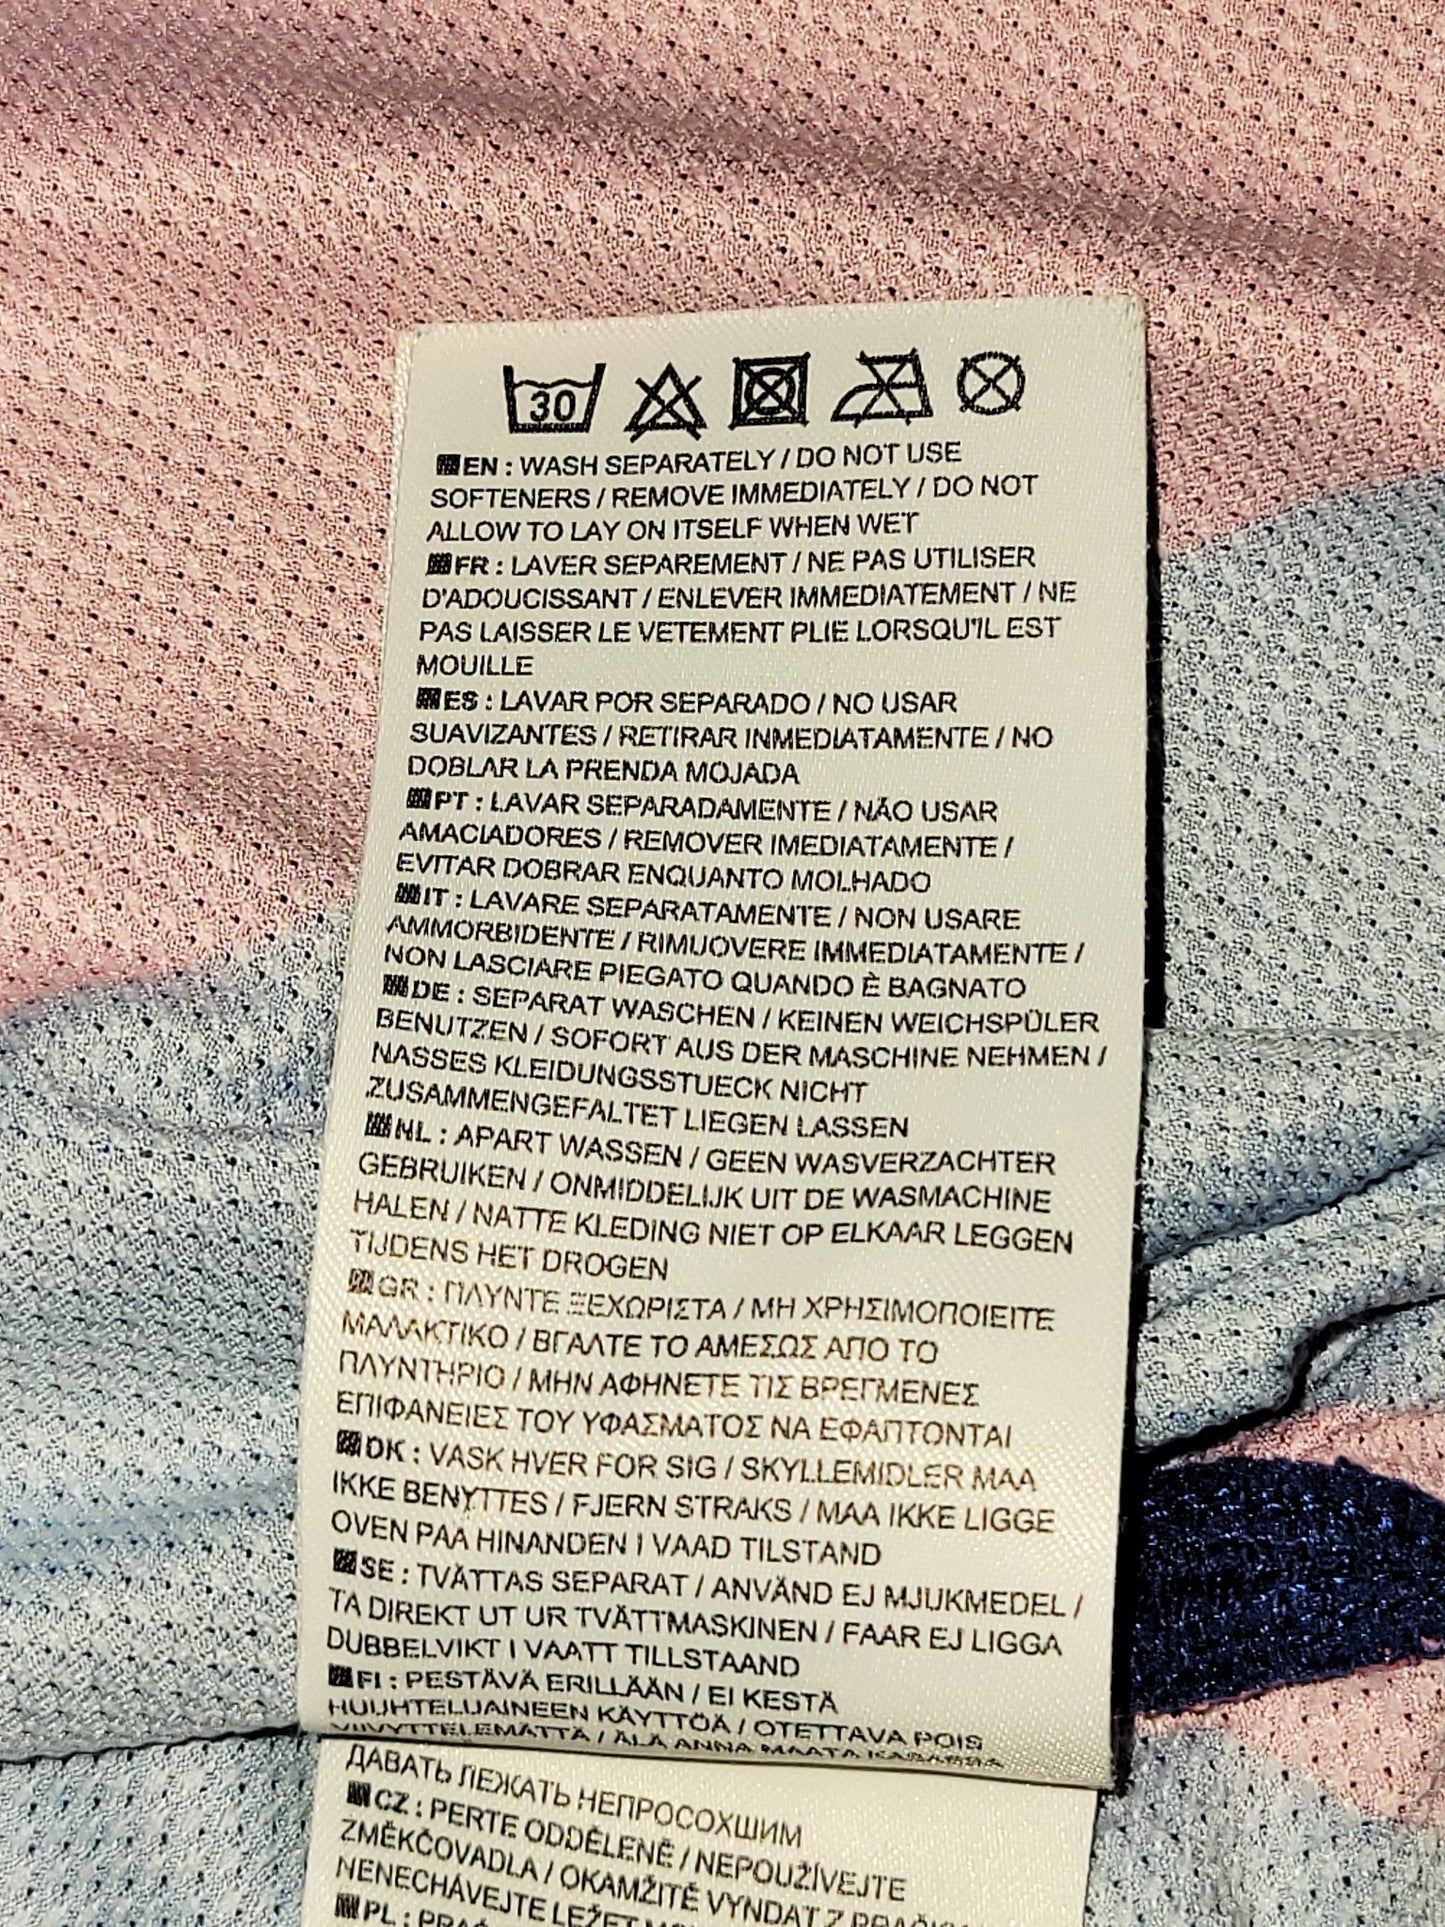 30
EN : WASH SEPARATELY / DO NOT USE
SOFTENERS / REMOVE IMMEDIATELY / DO NOT
ALLOW TO LAY ON ITSELF WHEN WET
FR : LAVER SEPAREMENT / NE PAS UTILISER
D'ADOUCISSANT / ENLEVER IMMEDIATEMENT / NE
PAS LAISSER LE VETEMENT PLIE LORSQU'IL EST
MOUILLE
ES : LAVAR POR SEPARADO / NO USAR
SUAVIZANTES / RETIRAR INMEDIATAMENTE / NO
DOBLAR LA PRENDA MOJADA
PT : LAVAR SEPARADAMENTE / NÃO USAR
AMACIADORES / REMOVER IMEDIATAMENTE /
EVITAR DOBRAR ENQUANTO MOLHADO
IT : LAVARE SEPARATAMENTE / NON USARE
AMMORBIDENTE / RIMUOVERE IMMEDIATAMENTE /
NON LASCIARE PIEGATO QUANDO È BAGNATO
DE : SEPARAT WASCHEN / KEINEN WEICHSPÜLER
BENUTZEN / SOFORT AUS DER MASCHINE NEHMEN /
NASSES KLEIDUNGSSTUECK NICHT
ZUSAMMENGEFALTET LIEGEN LASSEN
NL : APART WASSEN / GEEN WASVERZACHTER
GEBRUIKEN / ONMIDDELIJK UIT DE WASMACHINE
HALEN / NATTE KLEDING NIET OP ELKAAR LEGGEN
TIJDENS HET DROGEN
GR : ΠΛΥΝΤΕ ΞΕΧΩΡΙΣΤΑ / ΜΗ ΧΡΗΣΙΜΟΠΟΙΕΙΤΕ
ΜΑΛΑΚΤΙΚΟ / ΒΓΑΛΤΕ ΤΟ ΑΜΕΣΩΣ ΑΠΟ ΤΟ
ΠΛΥΝΤΗΡΙΟ / ΜΗΝ ΑΦΗΝΕΤΕ ΤΙΣ ΒΡΕΓΜΕΝΕΣ
ΕΠΙΦΑΝΕΙΕΣ ΤΟΥ ΥΦΑΣΜΑΤΟΣ ΝΑ ΕΦΑΠΤΟΝΤΑΙ
DK : VASK HVER FOR SIG / SKYLLEMIDLER MAA
IKKE BENYTTES / FJERN STRAKS / MAA IKKE LIGGE
OVEN PAA HINANDEN I VAAD TILSTAND
SE : TVÄTTAS SEPARAT / ANVÄND EJ MJUKMEDEL /
TA DIREKT UT UR TVÄTTMASKINEN / FAAR EJ LIGGA
DUBBELVIKT I VAATT TILLSTAAND
FI : PESTÄVÄ ERILLÄÄN / EI KESTÄ
HUUHTELUAINEEN KÄYTTÖÄ / OTETTAVA POIS
VIIVYTTELEMÄTTÄ / ÄLÄ ANNA MAATA
ДАВАТЬ ЛЕЖАТЬ НЕПРОСОХШИМ
CZ : PERTE ODDĚLENĚ / NEPOUŽÍVEJTE
ZMĚKČOVADLA / OKAMŽITĚ VYNDAT Z
NENECHÁVEJTE LEŽET
PL :